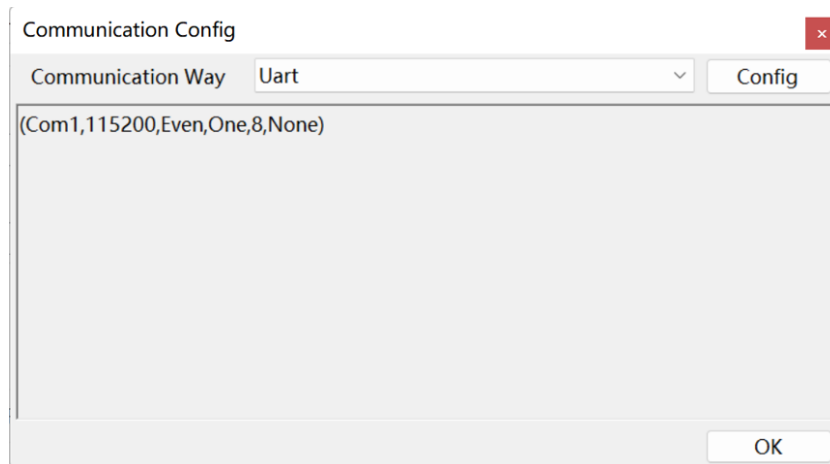 Communication Config
×
Communication Way Uart Config
(Com1,115200,Even,One,8,None)
OK